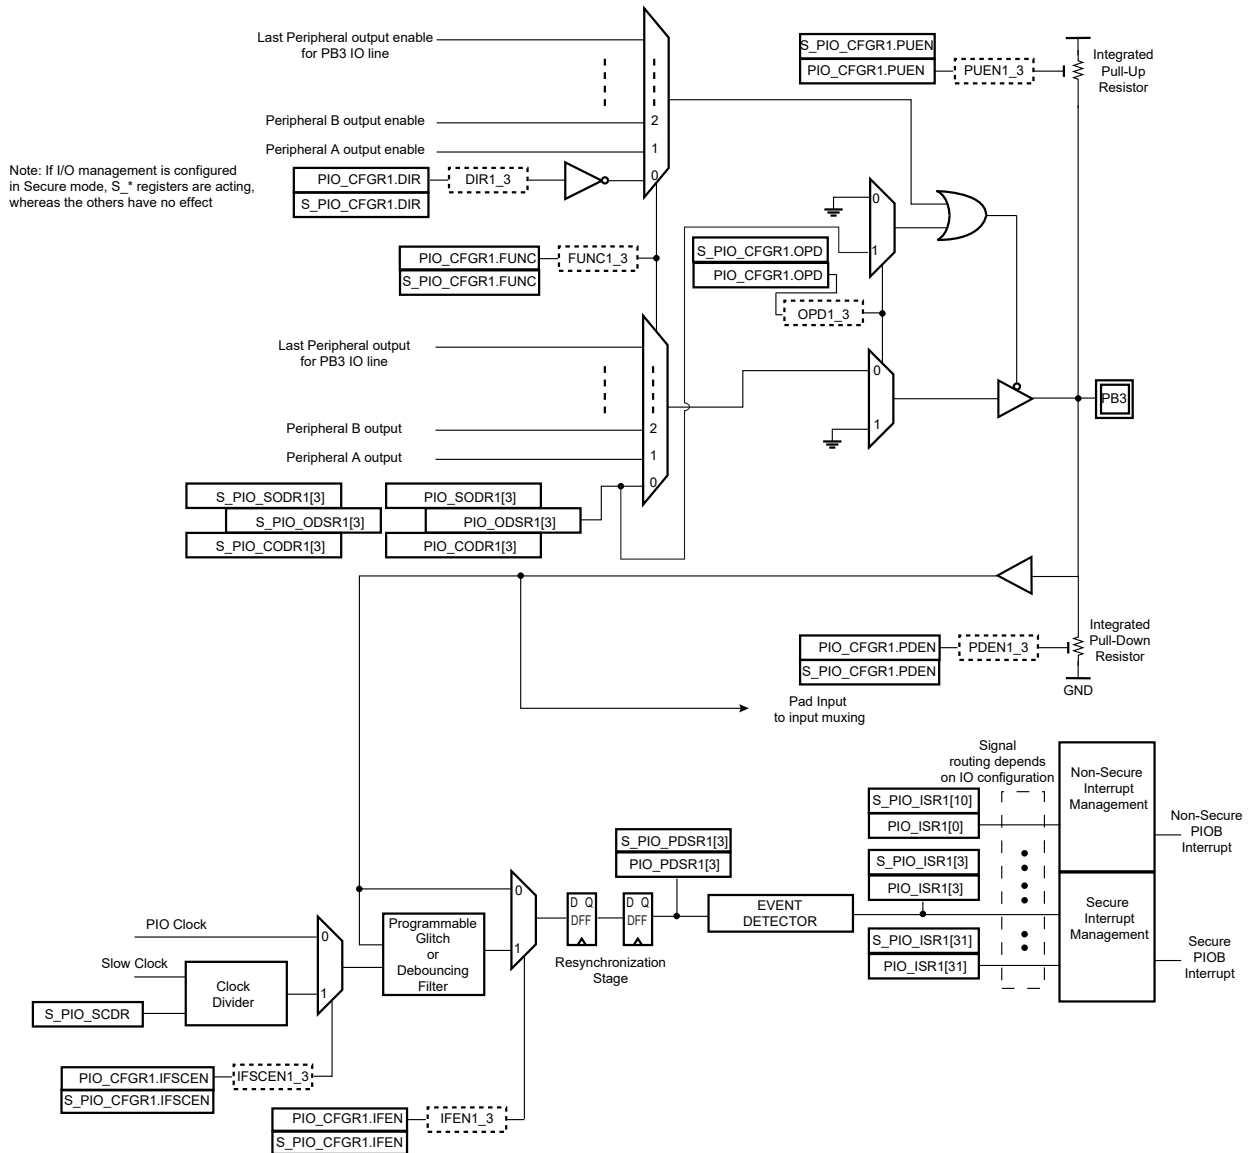 Last Peripheral output enable
for PB3 IO line
Peripheral B output enable
Peripheral A output enable
2
1
0
Note: If I/O management is configured
in Secure mode, S_* registers are acting,
whereas the others have no effect
PIO_CFGR1.DIR
S_PIO_CFGR1.DIR
DIR1_3
PIO_CFGR1.FUNC
S_PIO_CFGR1.FUNC
FUNC1_3
S_PIO_CFGR1.PUEN
PIO_CFGR1.PUEN
PUEN1_3
Integrated
Pull-Up
Resistor
0
1
S_PIO_CFGR1.OPD
PIO_CFGR1.OPD
OPD1_3
Last Peripheral output
for PB3 IO line
Peripheral B output
Peripheral A output
2
1
0
0
1
PB3
S_PIO_SODR1[3]
S_PIO_ODSR1[3]
S_PIO_CODR1[3]
PIO_SODR1[3]
PIO_ODSR1[3]
PIO_CODR1[3]
PIO_CFGR1.PDEN
S_PIO_CFGR1.PDEN
PDEN1_3
Integrated
Pull-Down
Resistor
GND
Pad Input
to input muxing
Signal
routing depends
on IO configuration
Non-Secure
Interrupt
Management
Non-Secure
PIOB
Interrupt
S_PIO_ISR1[10]
PIO_ISR1[0]
S_PIO_ISR1[3]
PIO_ISR1[3]
S_PIO_ISR1[31]
PIO_ISR1[31]
Secure
Interrupt
Management
Secure
PIOB
Interrupt
S_PIO_PDSR1[3]
PIO_PDSR1[3]
EVENT
DETECTOR
D Q
DFF
D Q
DFF
Resynchronization
Stage
0
1
Programmable
Glitch
or
Debouncing
Filter
PIO Clock
Slow Clock
0
1
Clock
Divider
S_PIO_SCDR
PIO_CFGR1.IFSCEN
S_PIO_CFGR1.IFSCEN
IFSCEN1_3
PIO_CFGR1.IFEN
S_PIO_CFGR1.IFEN
IFEN1_3